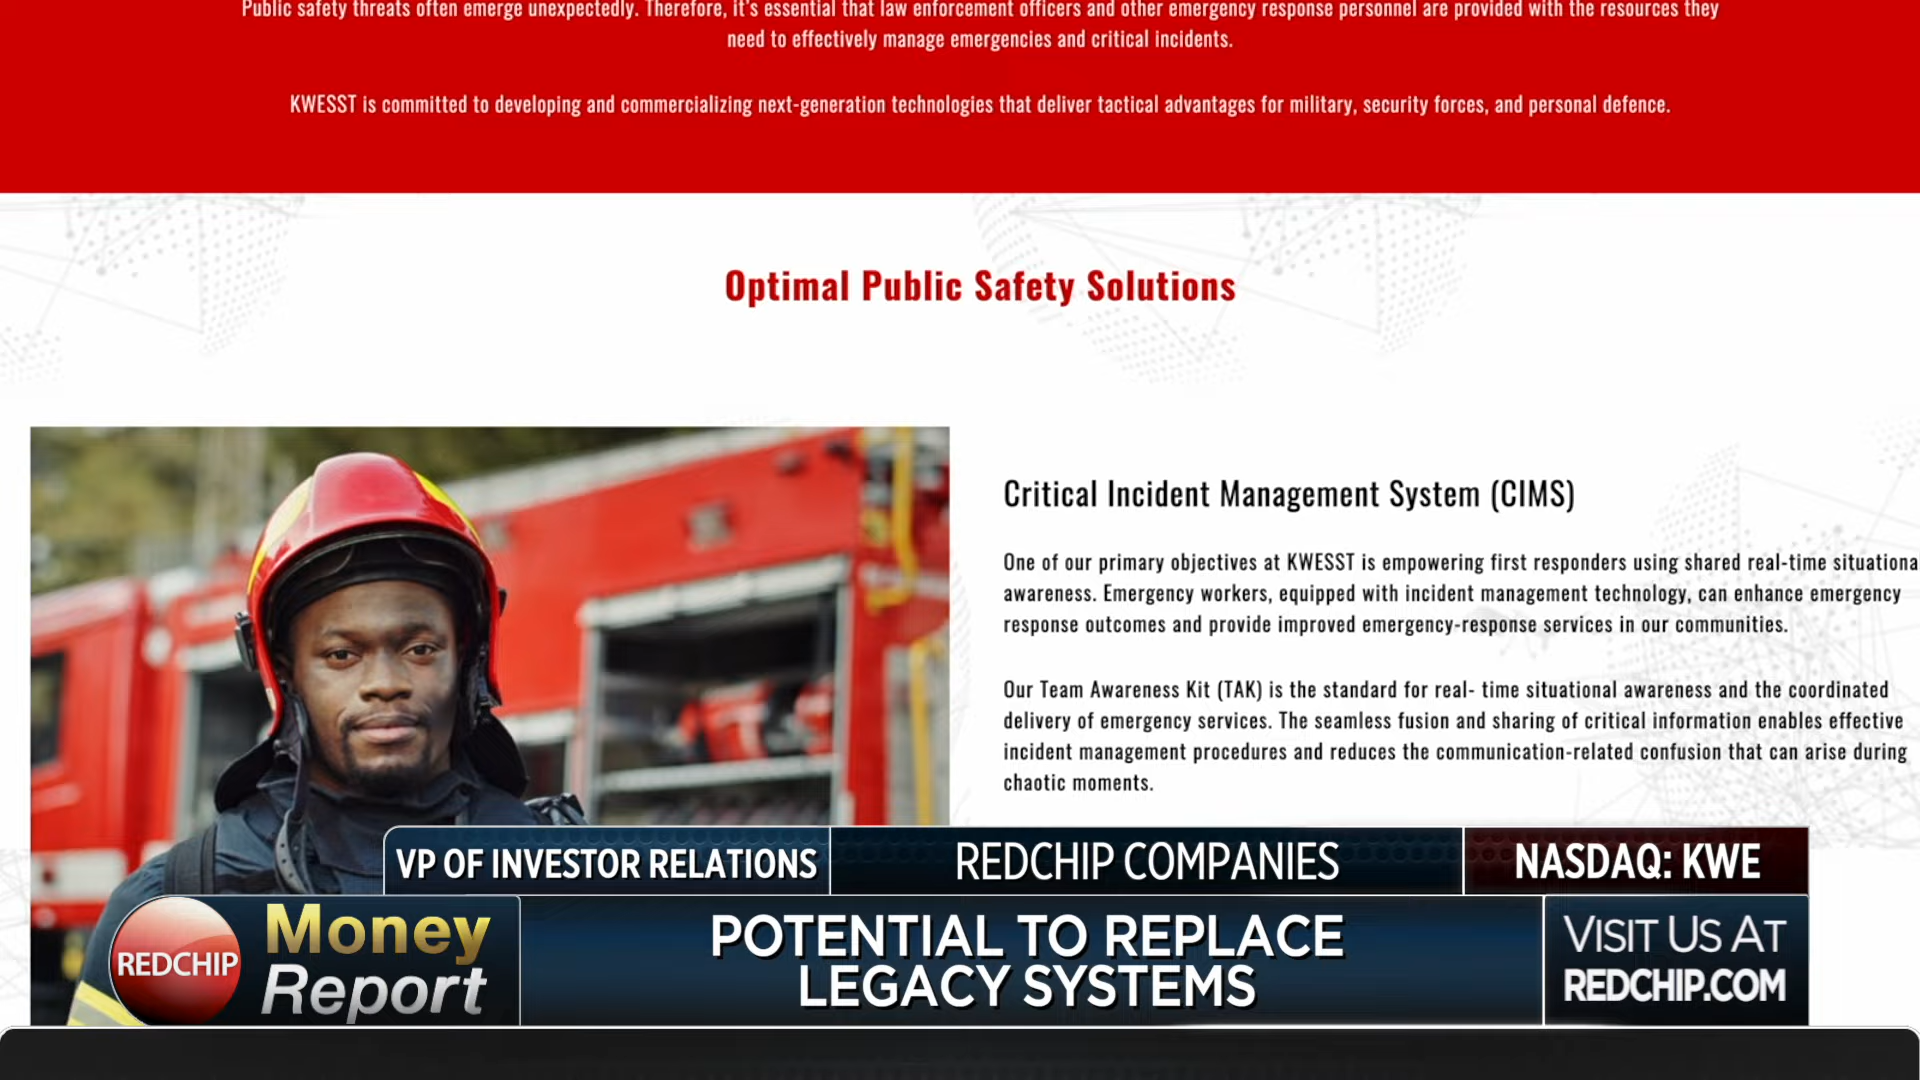 Public safety threats often emerge unexpectedly. Therefore, it's essential that law enforcement officers and other emergency response personnel are provided with the resources they
need to effectively manage emergencies and critical incidents.
KWESST is committed to developing and commercializing next-generation technologies that deliver tactical advantages for military, security forces, and personal defence.
Optimal Public Safety Solutions
Critical Incident Management System (CIMS)
One of our primary objectives at KWESST is empowering first responders using shared real-time situationa
awareness. Emergency workers, equipped with incident management technology, can enhance emergency
response outcomes and provide improved emergency-response services in our communities.
Our Team Awareness Kit (TAK) is the standard for real- time situational awareness and the coordinated
delivery of emergency services. The seamless fusion and sharing of critical information enables effective
incident management procedures and reduces the communication-related confusion that can arise during
chaotic moments.
VP OF INVESTOR RELATIONS
REDCHIP COMPANIES
NASDAQ: KWE
REDCHIP
Money
Report
POTENTIAL TO REPLACE
LEGACY SYSTEMS
VISIT US AT
REDCHIP.COM